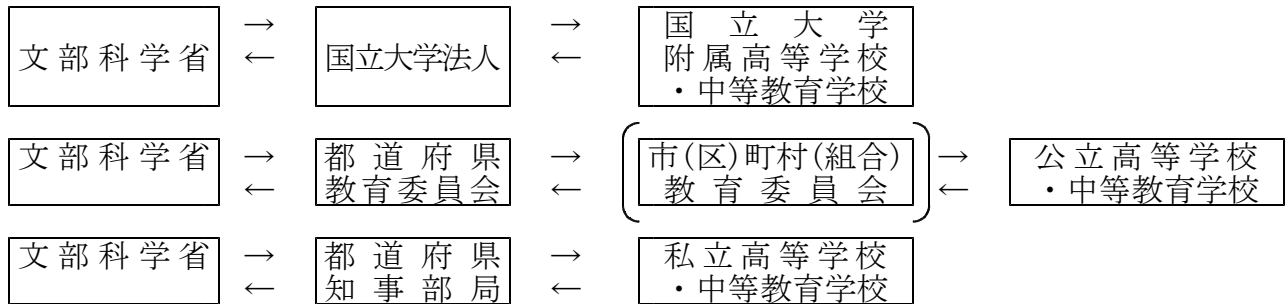 文部科学省 → ← 国立大学法人 → ← 国立大学
附属高等学校
・中等教育学校
文部科学省 → 都道府県 → 市(区)町村(組合) → 公立高等学校
← 教育委員会 ← 教育委員会 ← ・中等教育学校
文部科学省 → 都道府県 → 私立高等学校
← 知事部局 ← ・中等教育学校